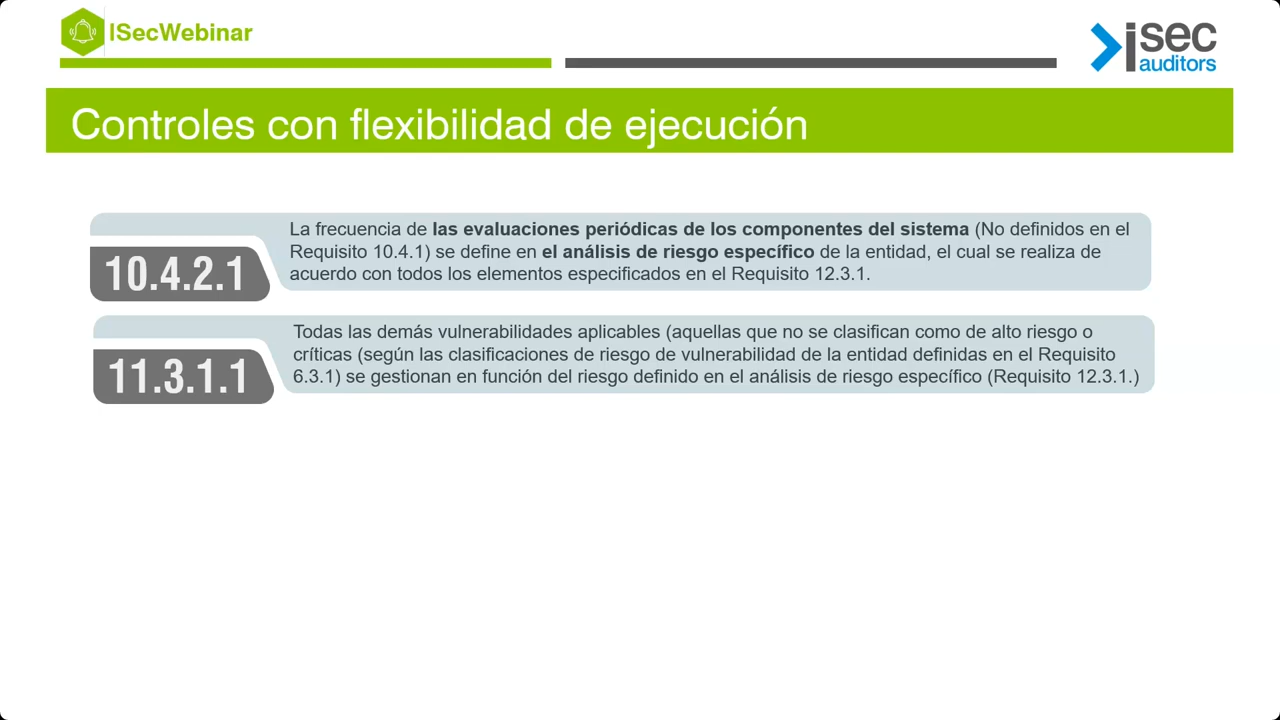 ISecWebinar
isec
auditors
Controles con flexibilidad de ejecución
La frecuencia de las evaluaciones periódicas de los componentes del sistema (No definidos en el
Requisito 10.4.1) se define en el análisis de riesgo específico de la entidad, el cual se realiza de
acuerdo con todos los elementos especificados en el Requisito 12.3.1.
10.4.2.1
Todas las demás vulnerabilidades aplicables (aquellas que no se clasifican como de alto riesgo o
críticas (según las clasificaciones de riesgo de vulnerabilidad de la entidad definidas en el Requisito
6.3.1) se gestionan en función del riesgo definido en el análisis de riesgo específico (Requisito 12.3.1.)
11.3.1.1